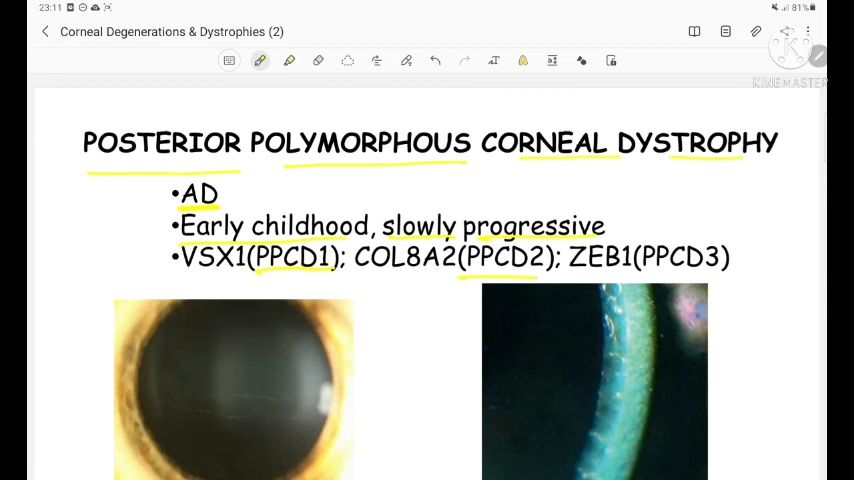 23:11
81%
Corneal Degenerations & Dystrophies (2)
KINEMASTER
POSTERIOR POLYMORPHOUS CORNEAL DYSTROPHY
•AD
•Early childhood, slowly progressive
•VSX1(PPCD1); COL8A2(PPCD2); ZEB1(PPCD3)